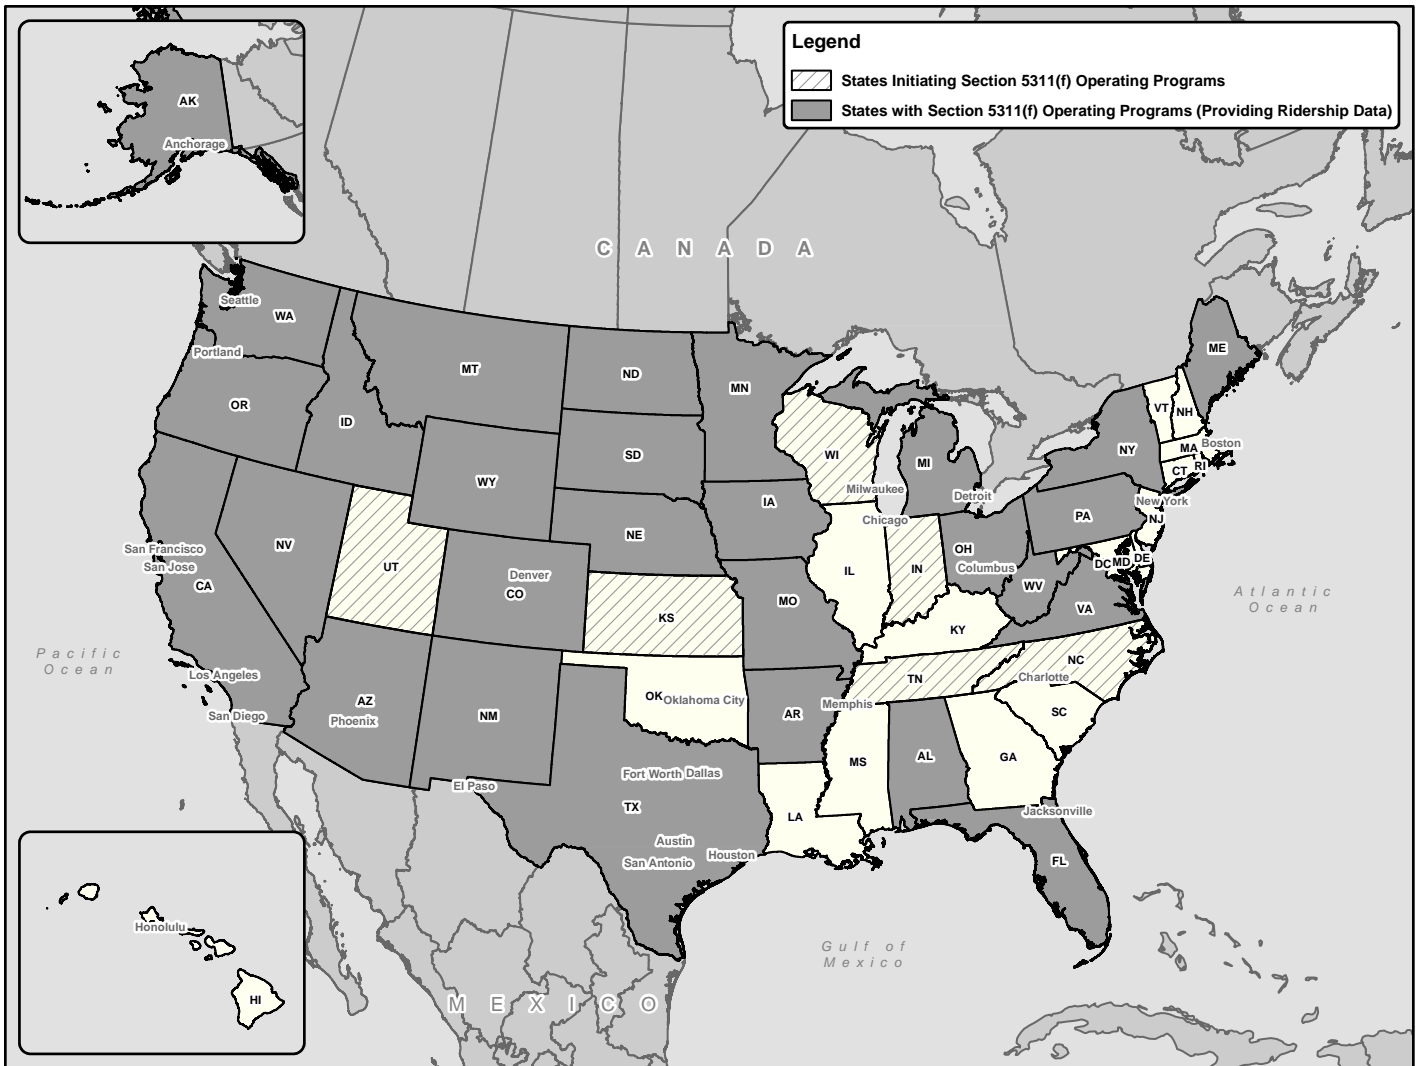 Legend
States Initiating Section 5311(f) Operating Programs
States with Section 5311(f) Operating Programs (Providing Ridership Data)
AK
Anchorage
C A N A D A
Seattle
WA
Portland
MT
ND
MN
ME
OR
ID
VT
NH
SD
WI
MI
NY
MA
Boston
WY
RI
CT
Milwaukee
Detroit
New York
IA
Chicago
PA
NJ
NE
NV
OH
San Francisco
San Jose
CA
UT
Denver
CO
IL
IN
Columbus
DC
MD
DE
WV
VA
MO
KS
KY
Atlantic
Ocean
Pacific
Ocean
Los Angeles
San Diego
AZ
Phoenix
NM
OK
Oklahoma City
TN
NC
Charlotte
Memphis
AR
SC
MS
AL
GA
El Paso
Fort Worth
Dallas
TX
Austin
San Antonio
Houston
LA
Jacksonville
FL
Honolulu
HI
Gulf of
Mexico
M E X I C O